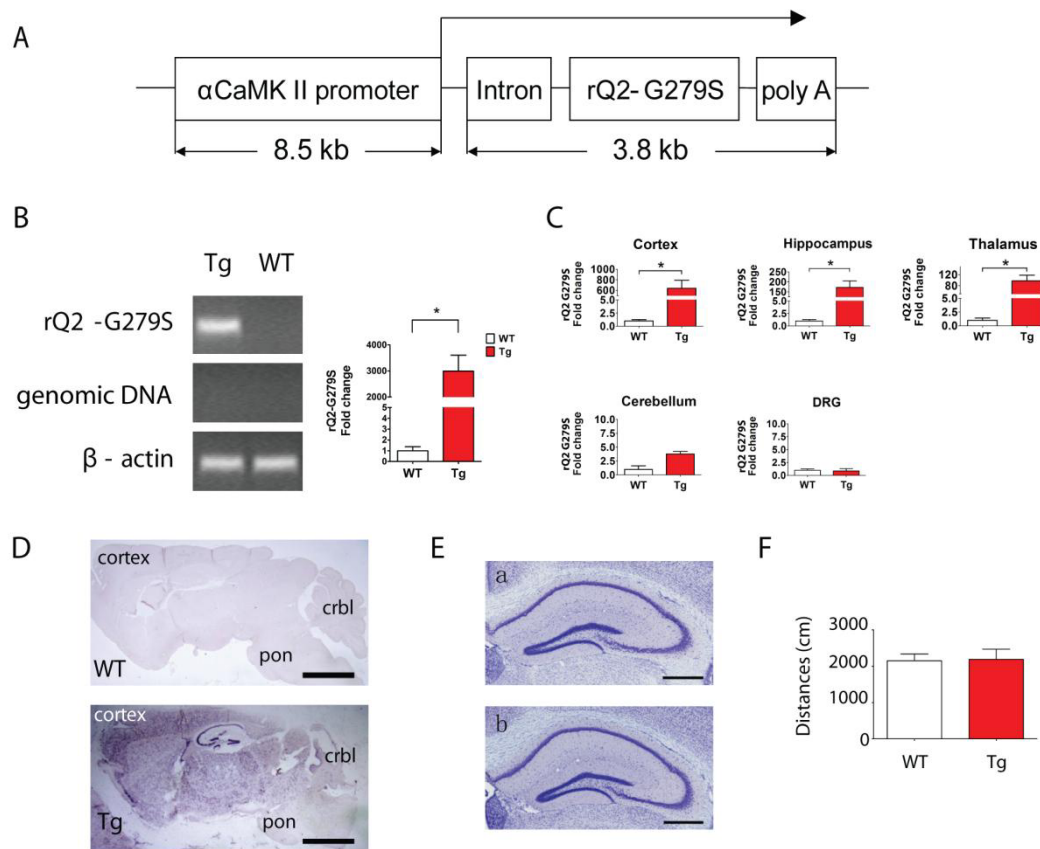 A
αCaMK II promoter
Intron
rQ2- G279S
poly A
8.5 kb
3.8 kb
B
Tg WT
rQ2 -G279S
genomic DNA
β - actin
rQ2-G279S
Fold change
4000
3000
2000
5
4
3
2
1
0
*
WT
Tg
WT Tg
C
Cortex
rQ2 G279S
Fold change
1000
800
600
5.0
2.5
0.0
*
WT Tg
Hippocampus
rQ2 G279S
Fold change
250
200
150
5.0
2.5
0.0
*
WT Tg
Thalamus
rQ2 G279S
Fold change
120
80
5.0
2.5
0.0
*
WT Tg
Cerebellum
rQ2 G279S
Fold change
10.0
7.5
5.0
2.5
0.0
WT Tg
DRG
rQ2 G279S
Fold change
10.0
7.5
5.0
2.5
0.0
WT Tg
D
cortex
crbl
pon
WT
cortex
crbl
pon
Tg
E
a
b
F
Distances (cm)
3000
2000
1000
0
WT Tg